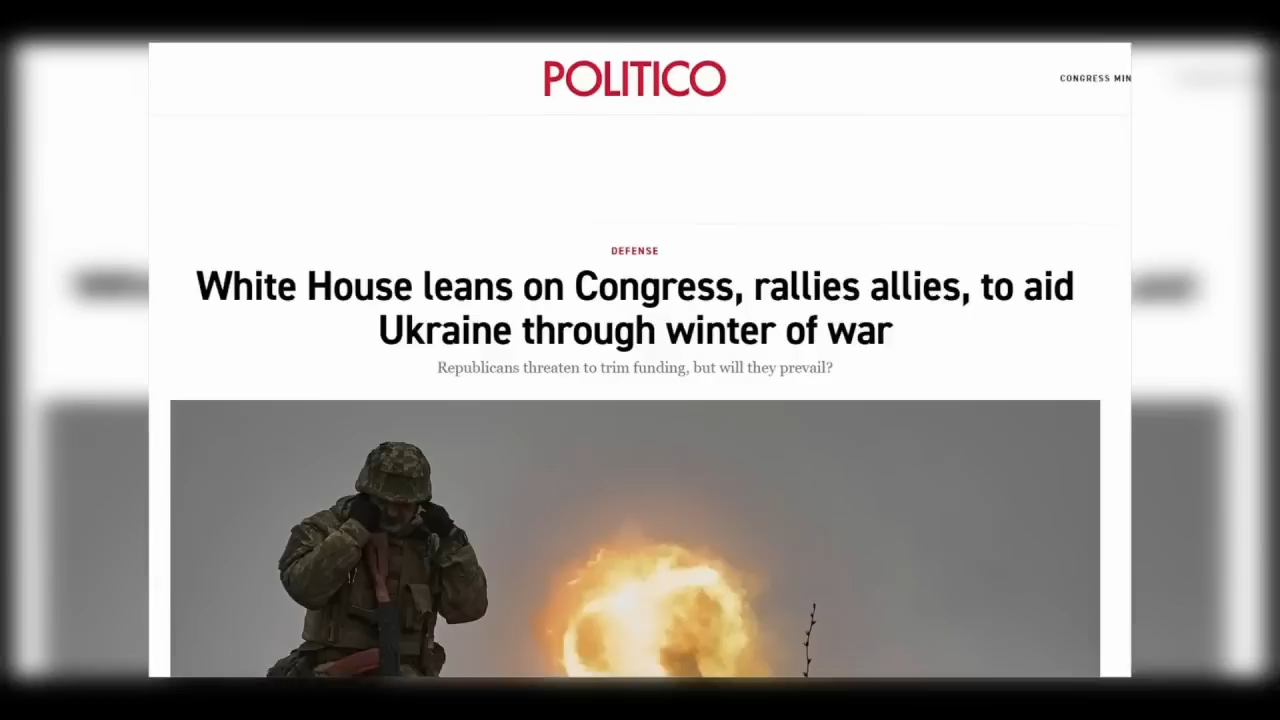 POLITICO
CONGRESS MIN
DEFENSE
White House leans on Congress, rallies allies, to aid
Ukraine through winter of war
Republicans threaten to trim funding, but will they prevail?